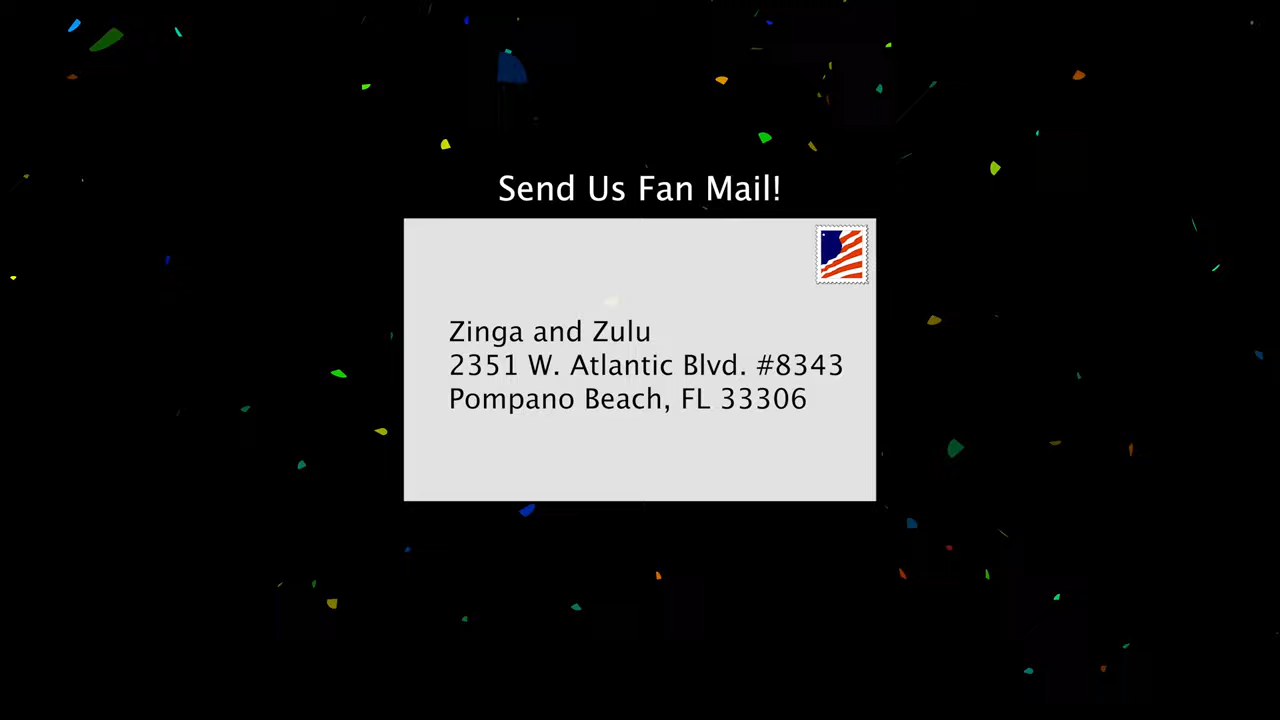 Send Us Fan Mail!
Zinga and Zulu
2351 W. Atlantic Blvd. #8343
Pompano Beach, FL 33306